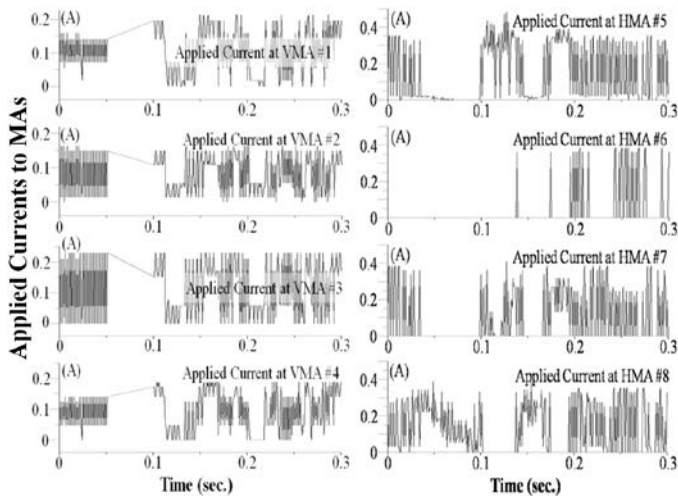 Applied Currents to MAs
(A)
0.2
0.1
0
Applied Current at VMA #1
0
0.1
0.2
0.3
(A)
0.2
0.1
0
Applied Current at VMA #2
0
0.1
0.2
0.3
(A)
0.2
0.1
0
Applied Current at VMA #3
0
0.1
0.2
0.3
(A)
0.2
0.1
0
Applied Current at VMA #4
0
0.1
0.2
0.3
Time (sec.)
(A)
0.4
0.2
0
Applied Current at HMA #5
0
0.1
0.2
0.3
(A)
0.4
0.2
0
Applied Current at HMA #6
0
0.1
0.2
0.3
(A)
0.4
0.2
0
Applied Current at HMA #7
0
0.1
0.2
0.3
(A)
0.4
0.2
0
Applied Current at HMA #8
0
0.1
0.2
0.3
Time (sec.)